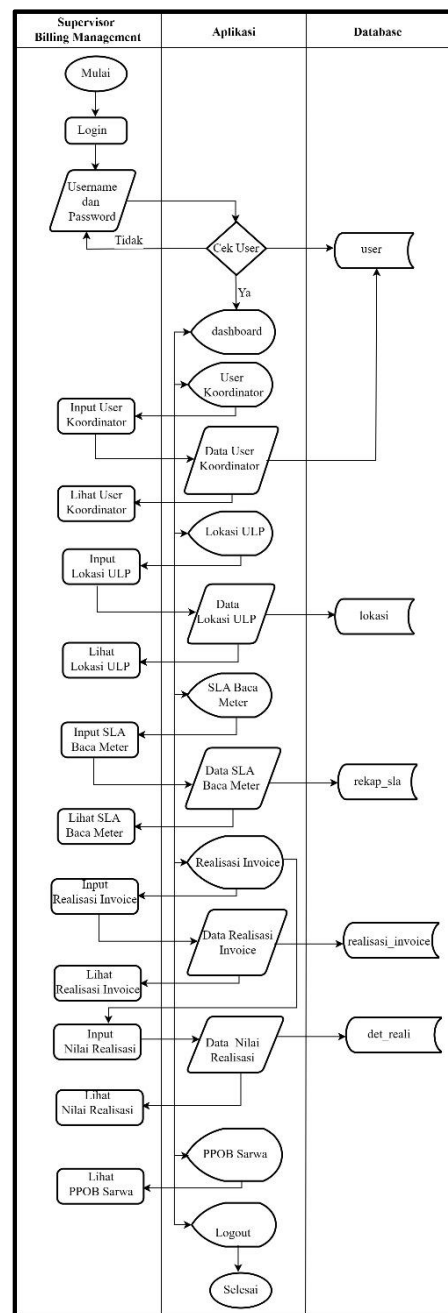 Supervisor
Billing Management
Aplikasi
Database
Mulai
Login
Username
dan
Password
Tidak
Cek User
user
Ya
dashboard
User
Koordinator
Input User
Koordinator
Data User
Koordinator
Lihat User
Koordinator
Lokasi ULP
Input
Lokasi ULP
Data
Lokasi ULP
lokasi
Lihat
Lokasi ULP
SLA Baca
Meter
Input SLA
Baca Meter
Data SLA
Baca Meter
rekap_sla
Lihat SLA
Baca Meter
Realisasi Invoice
Input
Realisasi Invoice
Data Realisasi
Invoice
realisasi_invoice
Lihat
Realisasi Invoice
Input
Nilai Realisasi
Data Nilai
Realisasi
det_reali
Lihat
Nilai Realisasi
PPOB Sarwa
Lihat
PPOB Sarwa
Logout
Selesai